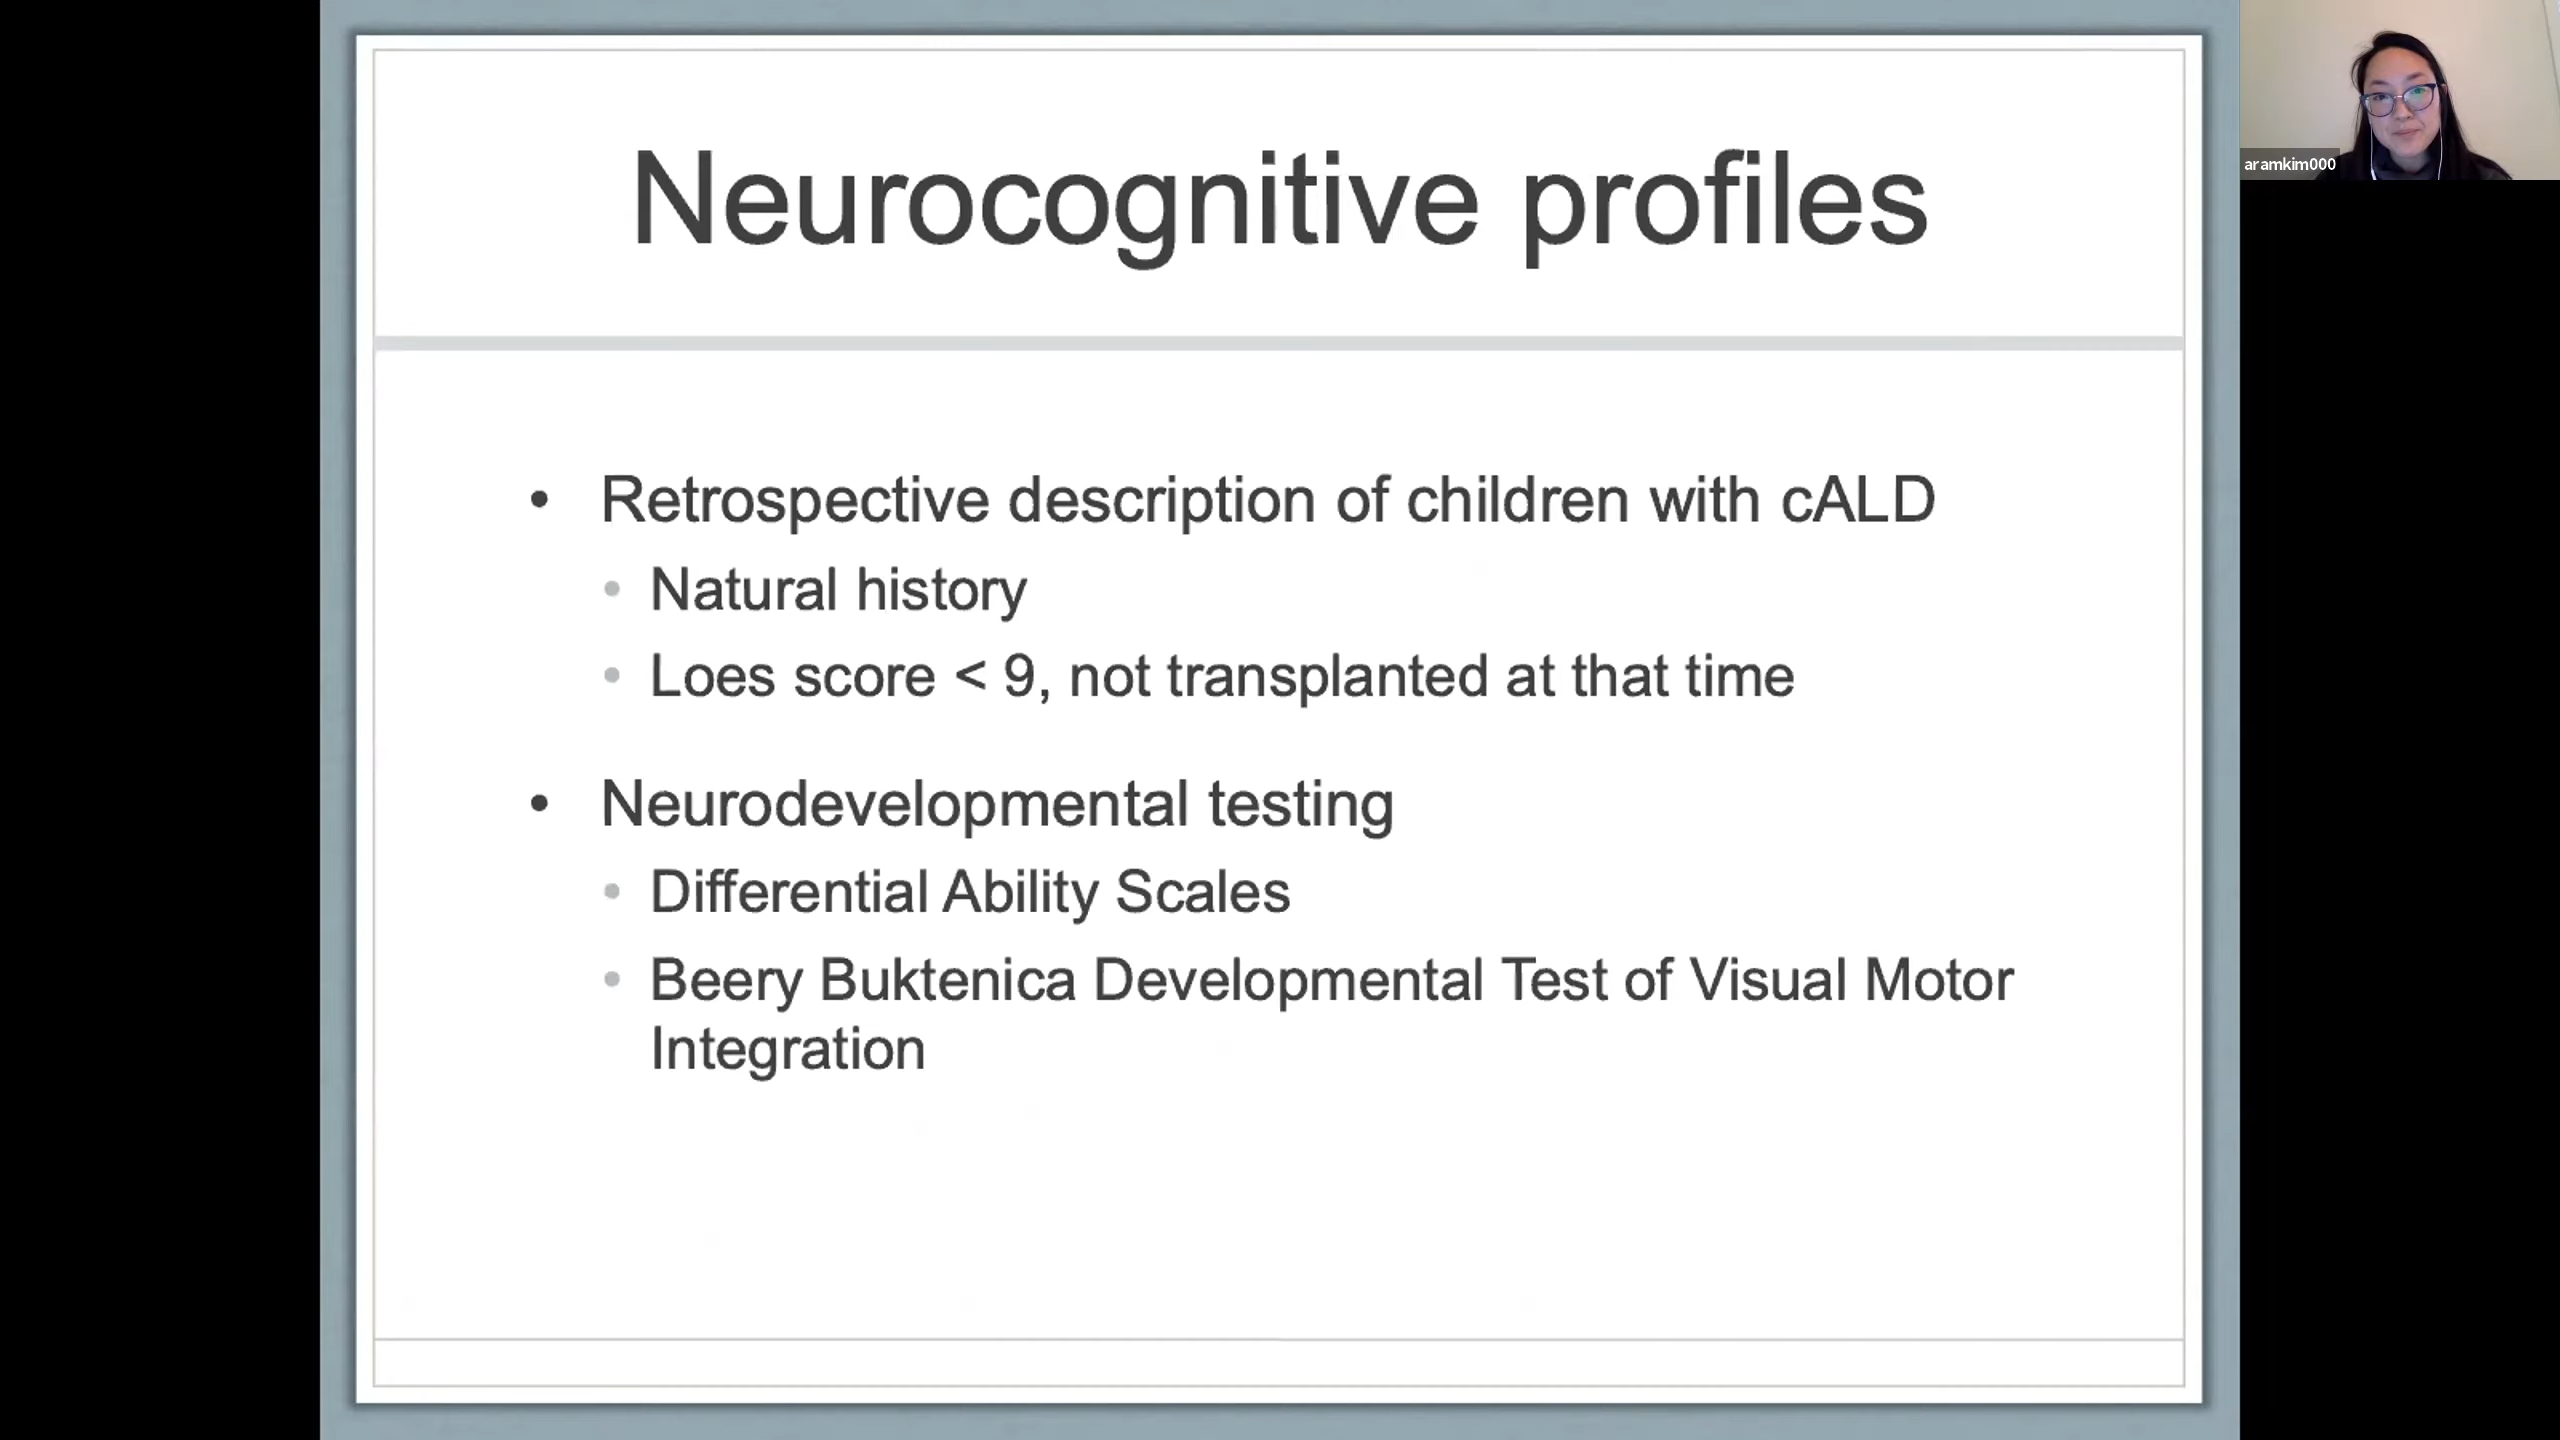 Neurocognitive profiles
aramkim000
• Retrospective description of children with cALD
• Natural history
• Loes score < 9, not transplanted at that time
• Neurodevelopmental testing
• Differential Ability Scales
• Beery Buktenica Developmental Test of Visual Motor
Integration